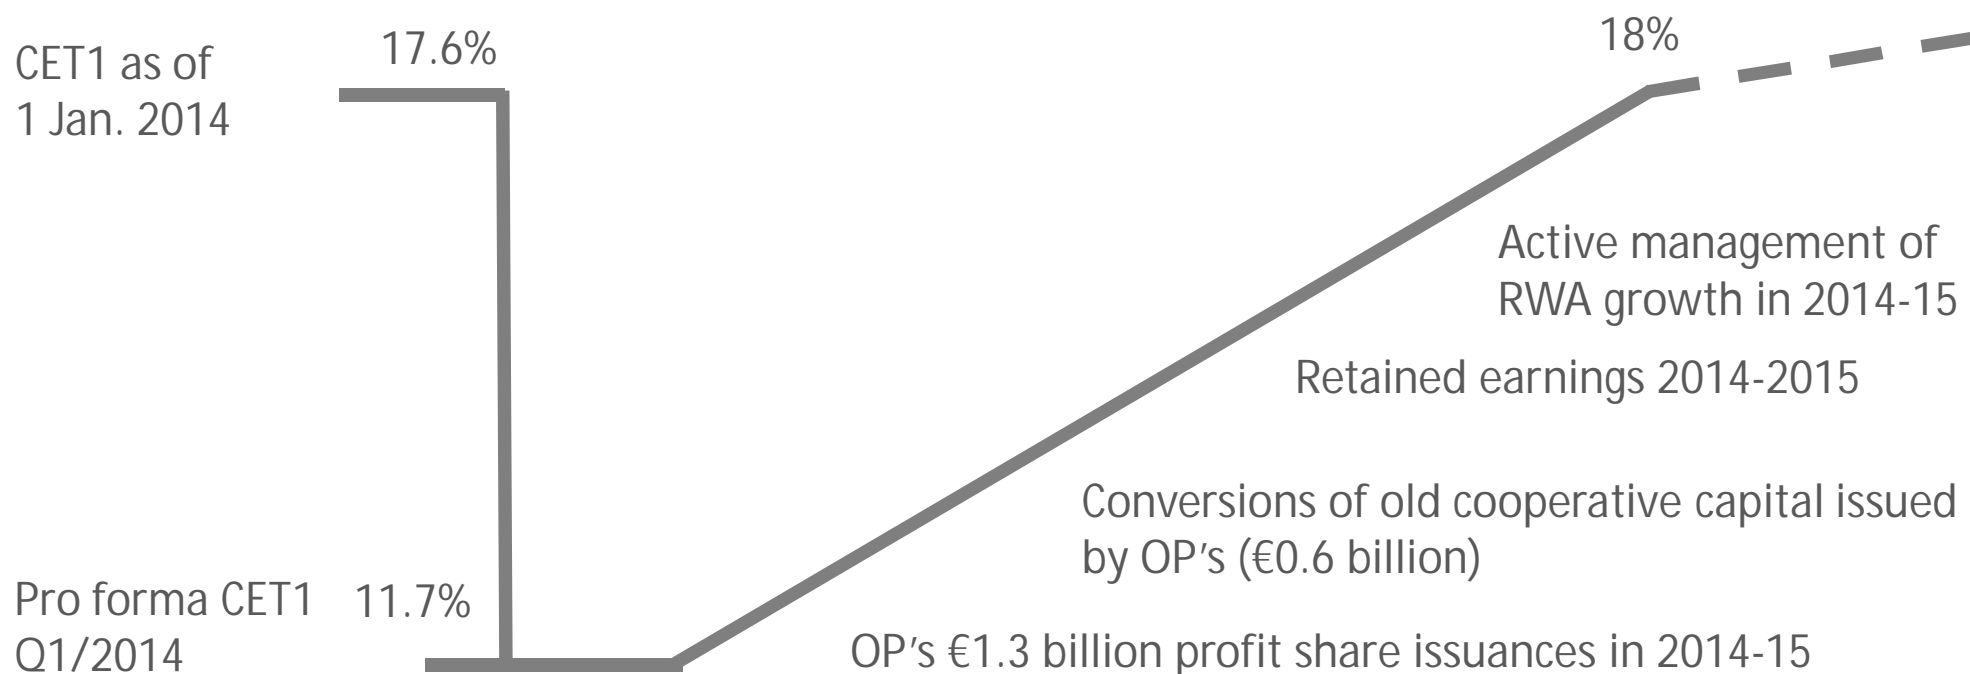 CET1 as of
1 Jan. 2014
17.6%
18%
Active management of
RWA growth in 2014-15
Retained earnings 2014-2015
Conversions of old cooperative capital issued
by OP's (€0.6 billion)
Pro forma CET1
Q1/2014
11.7%
OP's €1.3 billion profit share issuances in 2014-15